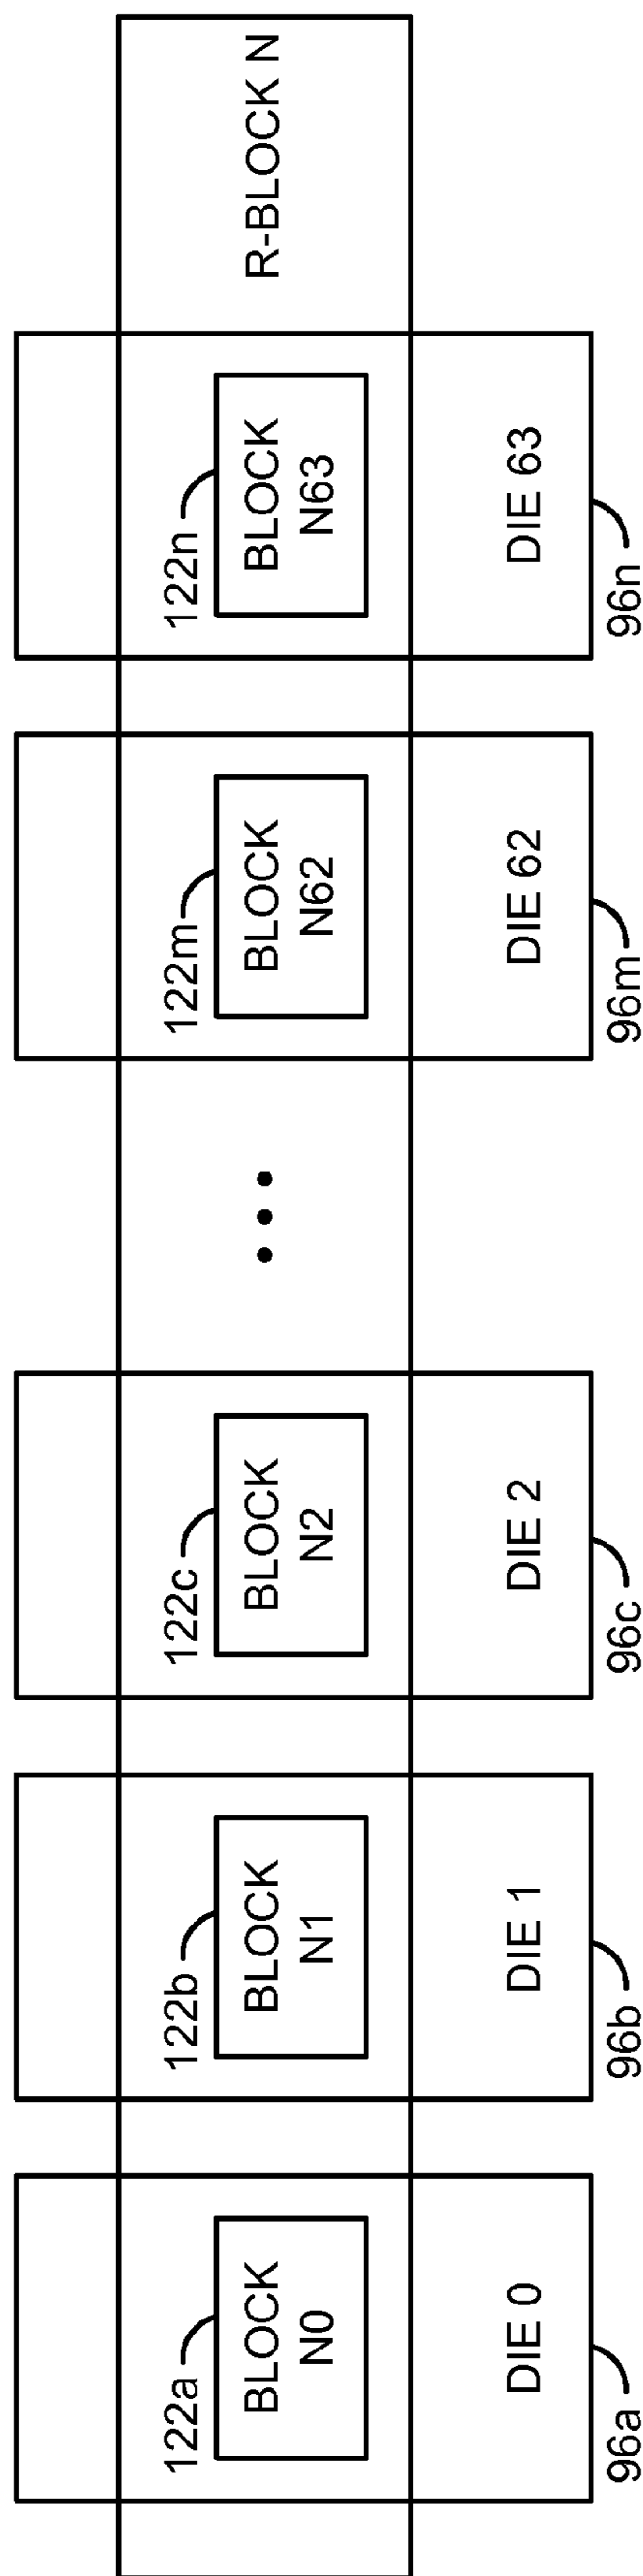 122a
BLOCK
N0
DIE 0
96a
122b
BLOCK
N1
DIE 1
96b
122c
BLOCK
N2
DIE 2
96c
122m
BLOCK
N62
DIE 62
96m
122n
BLOCK
N63
DIE 63
96n
R-BLOCK N